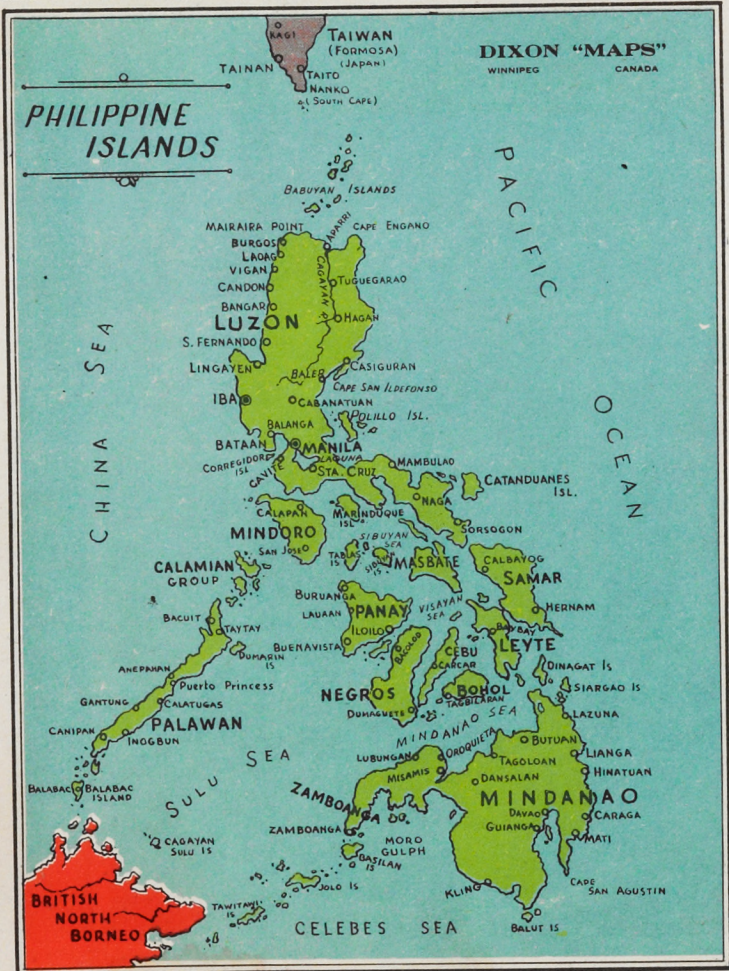 KAGI
TAIWAN
(FORMOSA)
(JAPAN)
TAINAN
TAITO
NANKO
(SOUTH CAPE)
DIXON "MAPS"
WINNIPEG CANADA
PHILIPPINE
ISLANDS
PACIFIC
OCEAN
CHINA SEA
BABUYAN ISLANDS
MAIRAIRA POINT
APARRI
CAPE ENGANO
BURGOS
LAOAG
VIGAN
CAGAYAN R.
TUGUEGARAO
CANDON
BANGAR
HAGAN
LUZON
S. FERNANDO
LINGAYEN
CASIGURAN
BALER
CAPE SAN ILDEFONSO
IBA
CABANATUAN
POLILLO ISL.
BALANGA
BATAAN
MANILA
CORREGIDOR
ISL
CAVITE
LAGUNA
STA. CRUZ
MAMBULAO
CATANDUANES
ISL.
NAGA
CALAPAN
MARINDUQUE
ISL
SORSOGON
MINDORO
SIBUYAN
SEA
SAN JOSE
TABLAS
IS
SIBUYAN
IS
MASBATE
CALBAYOG
SAMAR
CALAMIAN
GROUP
BURUANGA
LAUAAN
PANAY
VISAYAN
SEA
HERNAM
BACUIT
TAYTAY
ILOILO
BAYBAY
LEYTE
BUENAVISTA
BACOLOD
CEBU
CARCAR
DUMARIN
IS
DINAGAT IS
ANEPAHAN
PUERTO PRINCESS
SIARGAO IS
NEGROS
BOHOL
TAGBILARAN
GANTUNG
CALATUGAS
DUMAGUETE
LAZUNA
PALAWAN
MINDANAO SEA
CANIPAN
INOGBUN
BUTUAN
LUBUNGAN
OROQUIETA
TAGOLOAN
LIANGA
SULU SEA
MISAMIS
DANSALAN
HINATUAN
BALABAC
BALABAC
ISLAND
ZAMBOANGA
MINDANAO
DAVAO
CARAGA
GUIANGA
ZAMBOANGA
MORO
GULPH
MATI
CAGAYAN
SULU IS
BASILAN
IS
JOLO IS
KLING
CAPE
SAN AGUSTIN
BRITISH
NORTH
BORNEO
TAWITAWI
IS
CELEBES SEA
BALUT IS